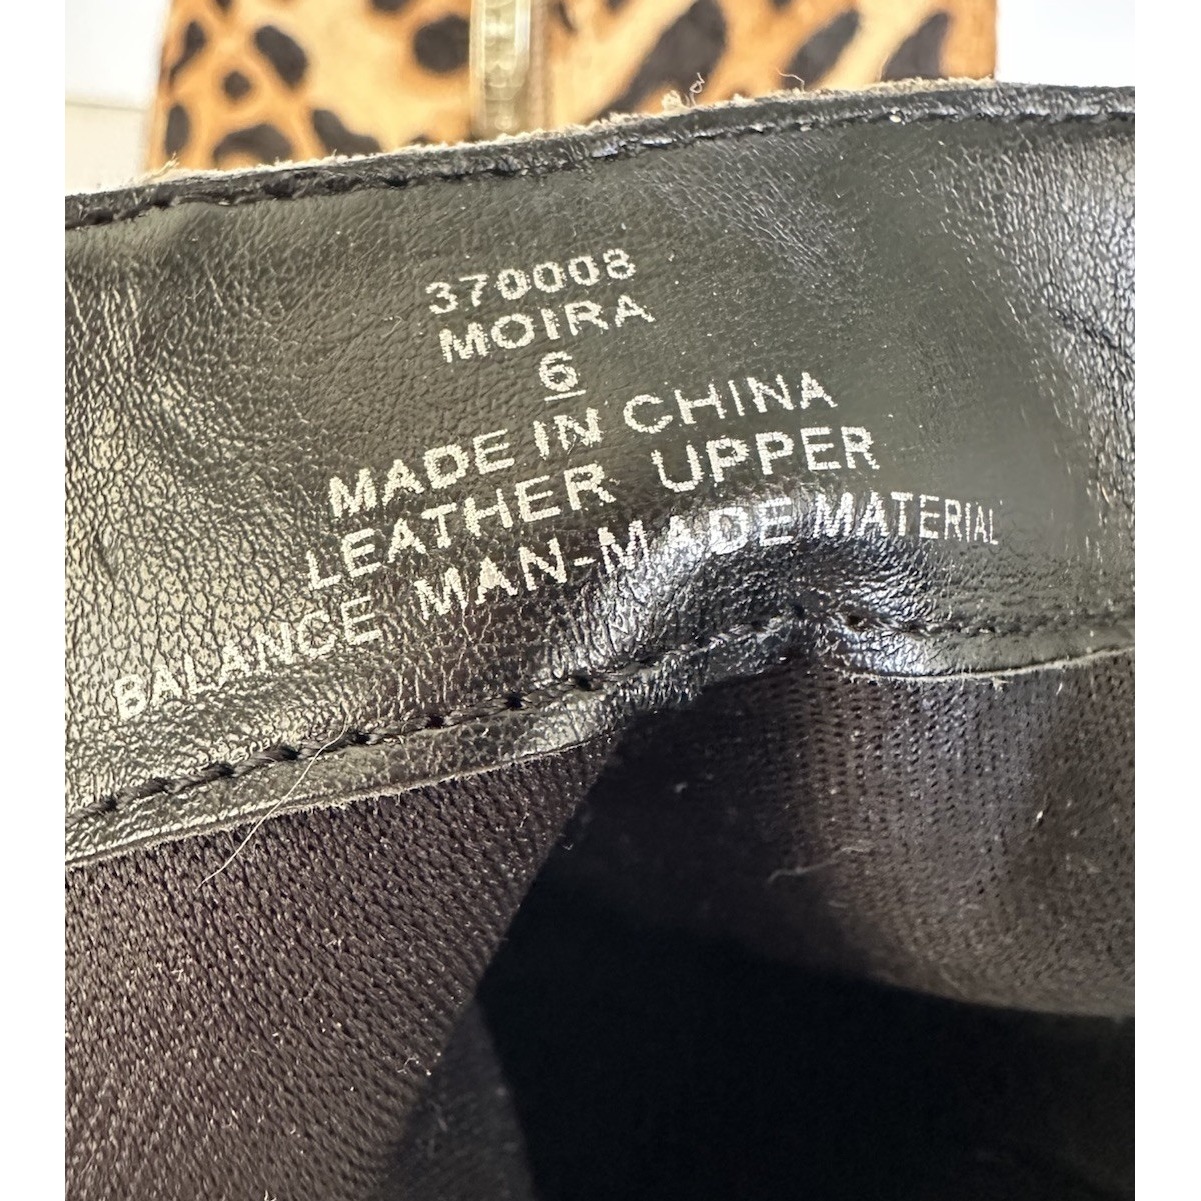 370008
MOIRA
6
MADE IN CHINA
LEATHER UPPER
BALANCE MAN-MADE MATERIAL